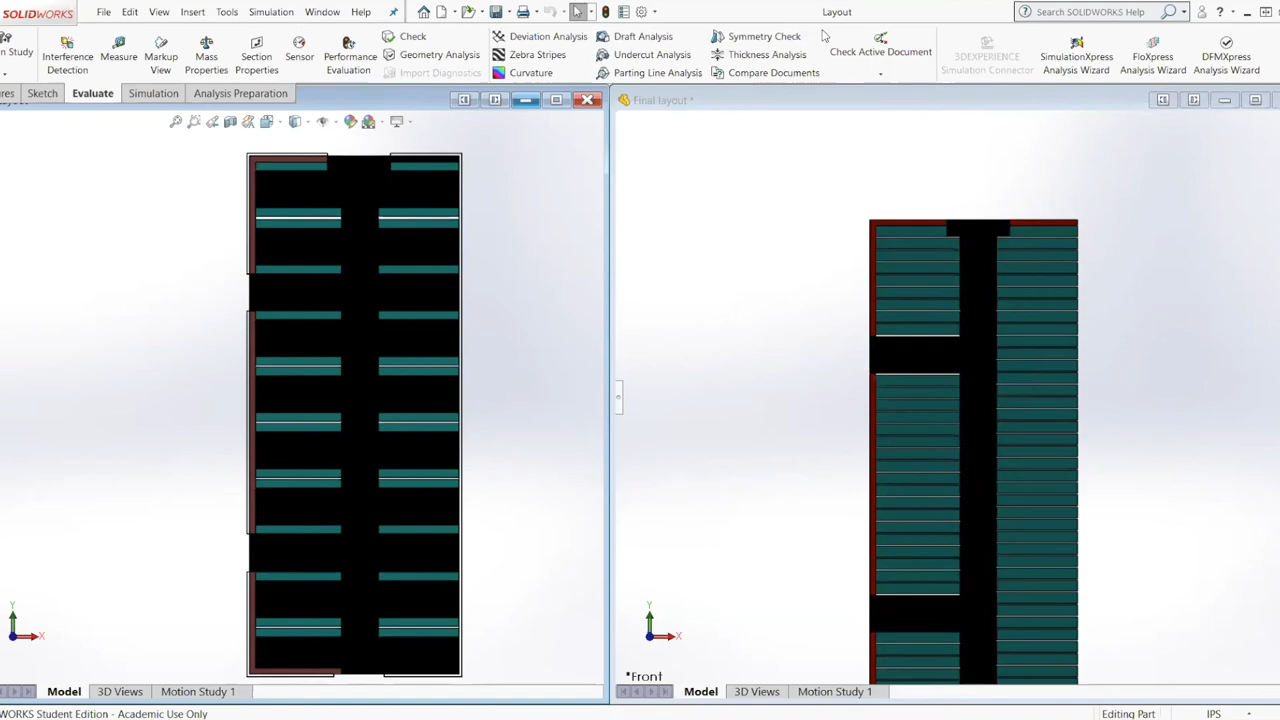 SOLIDWORKS File Edit View Insert Tools Simulation Window Help Layout Search SOLIDWORKS Help
n Study Interference Detection Measure Markup View Mass Properties Section Properties Sensor Performance Evaluation
Check Deviation Analysis Draft Analysis Symmetry Check Check Active Document
Geometry Analysis Zebra Stripes Undercut Analysis Thickness Analysis
Import Diagnostics Curvature Parting Line Analysis Compare Documents
3DEXPERIENCE Simulation Connector SimulationXpress Analysis Wizard FloXpress Analysis Wizard DFMXpress Analysis Wizard
res Sketch Evaluate Simulation Analysis Preparation
Final layout *
Y
X
Y
X
*Front
Model 3D Views Motion Study 1
Model 3D Views Motion Study 1
WORKS Student Edition - Academic Use Only Editing Part IPS